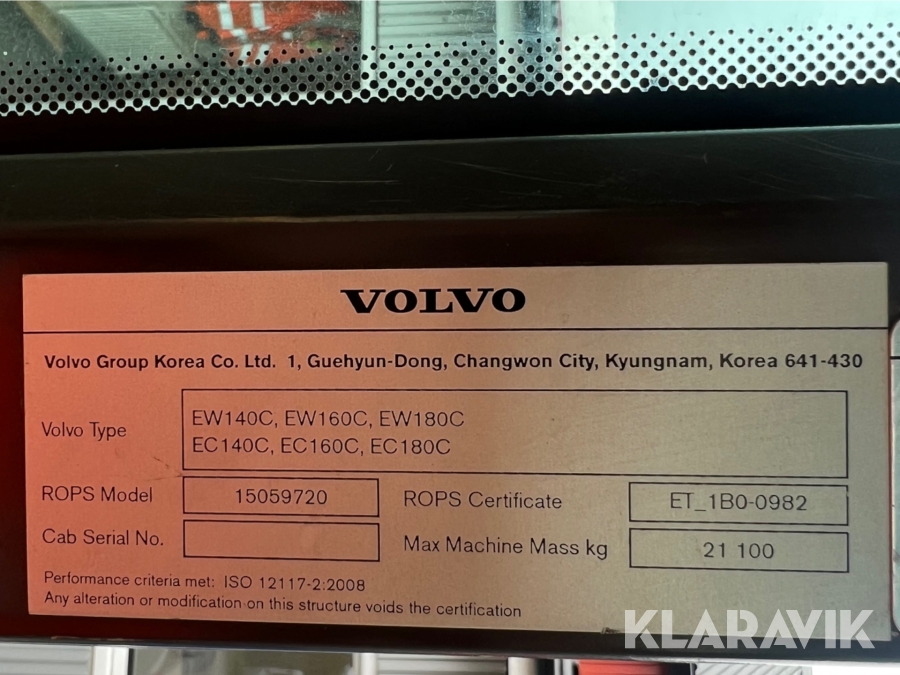 VOLVO
Volvo Group Korea Co. Ltd. 1, Guehyun-Dong, Changwon City, Kyungnam, Korea 641-430
Volvo Type
EW140C, EW160C, EW180C
EC140C, EC160C, EC180C
ROPS Model 15059720 ROPS Certificate ET_1B0-0982
Cab Serial No. Max Machine Mass kg 21 100
Performance criteria met: ISO 12117-2:2008
Any alteration or modification on this structure voids the certification
KLARAVIK